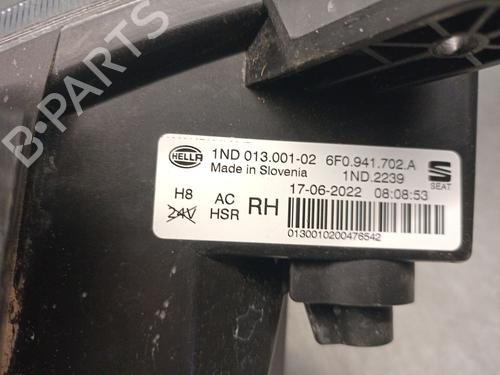 B-PARTS
HELLA 1ND 013.001-02 6F0.941.702.A
Made in Slovenia 1ND.2239
SEAT
H8 AC RH 17-06-2022 08:08:53
24V HSR
0130010200476542